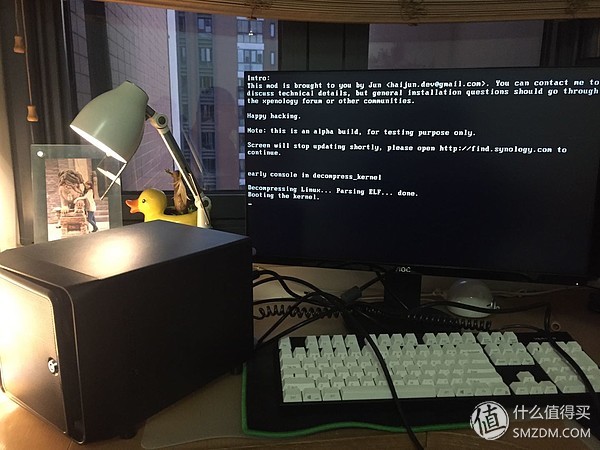 Intro:
This mod is brought to you by Jun <haijun.dev@gmail.com>. You can contact me to
discuss technical details, but general installation questions should go through
the xpenology forum or other communities.
Happy hacking.
Note: this is an alpha build, for testing purpose only.
Screen will stop updating shortly, please open http://find.synology.com to
continue.
early console in decompress_kernel
Decompressing Linux... Parsing ELF... done.
Booting the kernel.
AOC
值 什么值得买
SMZDM.COM